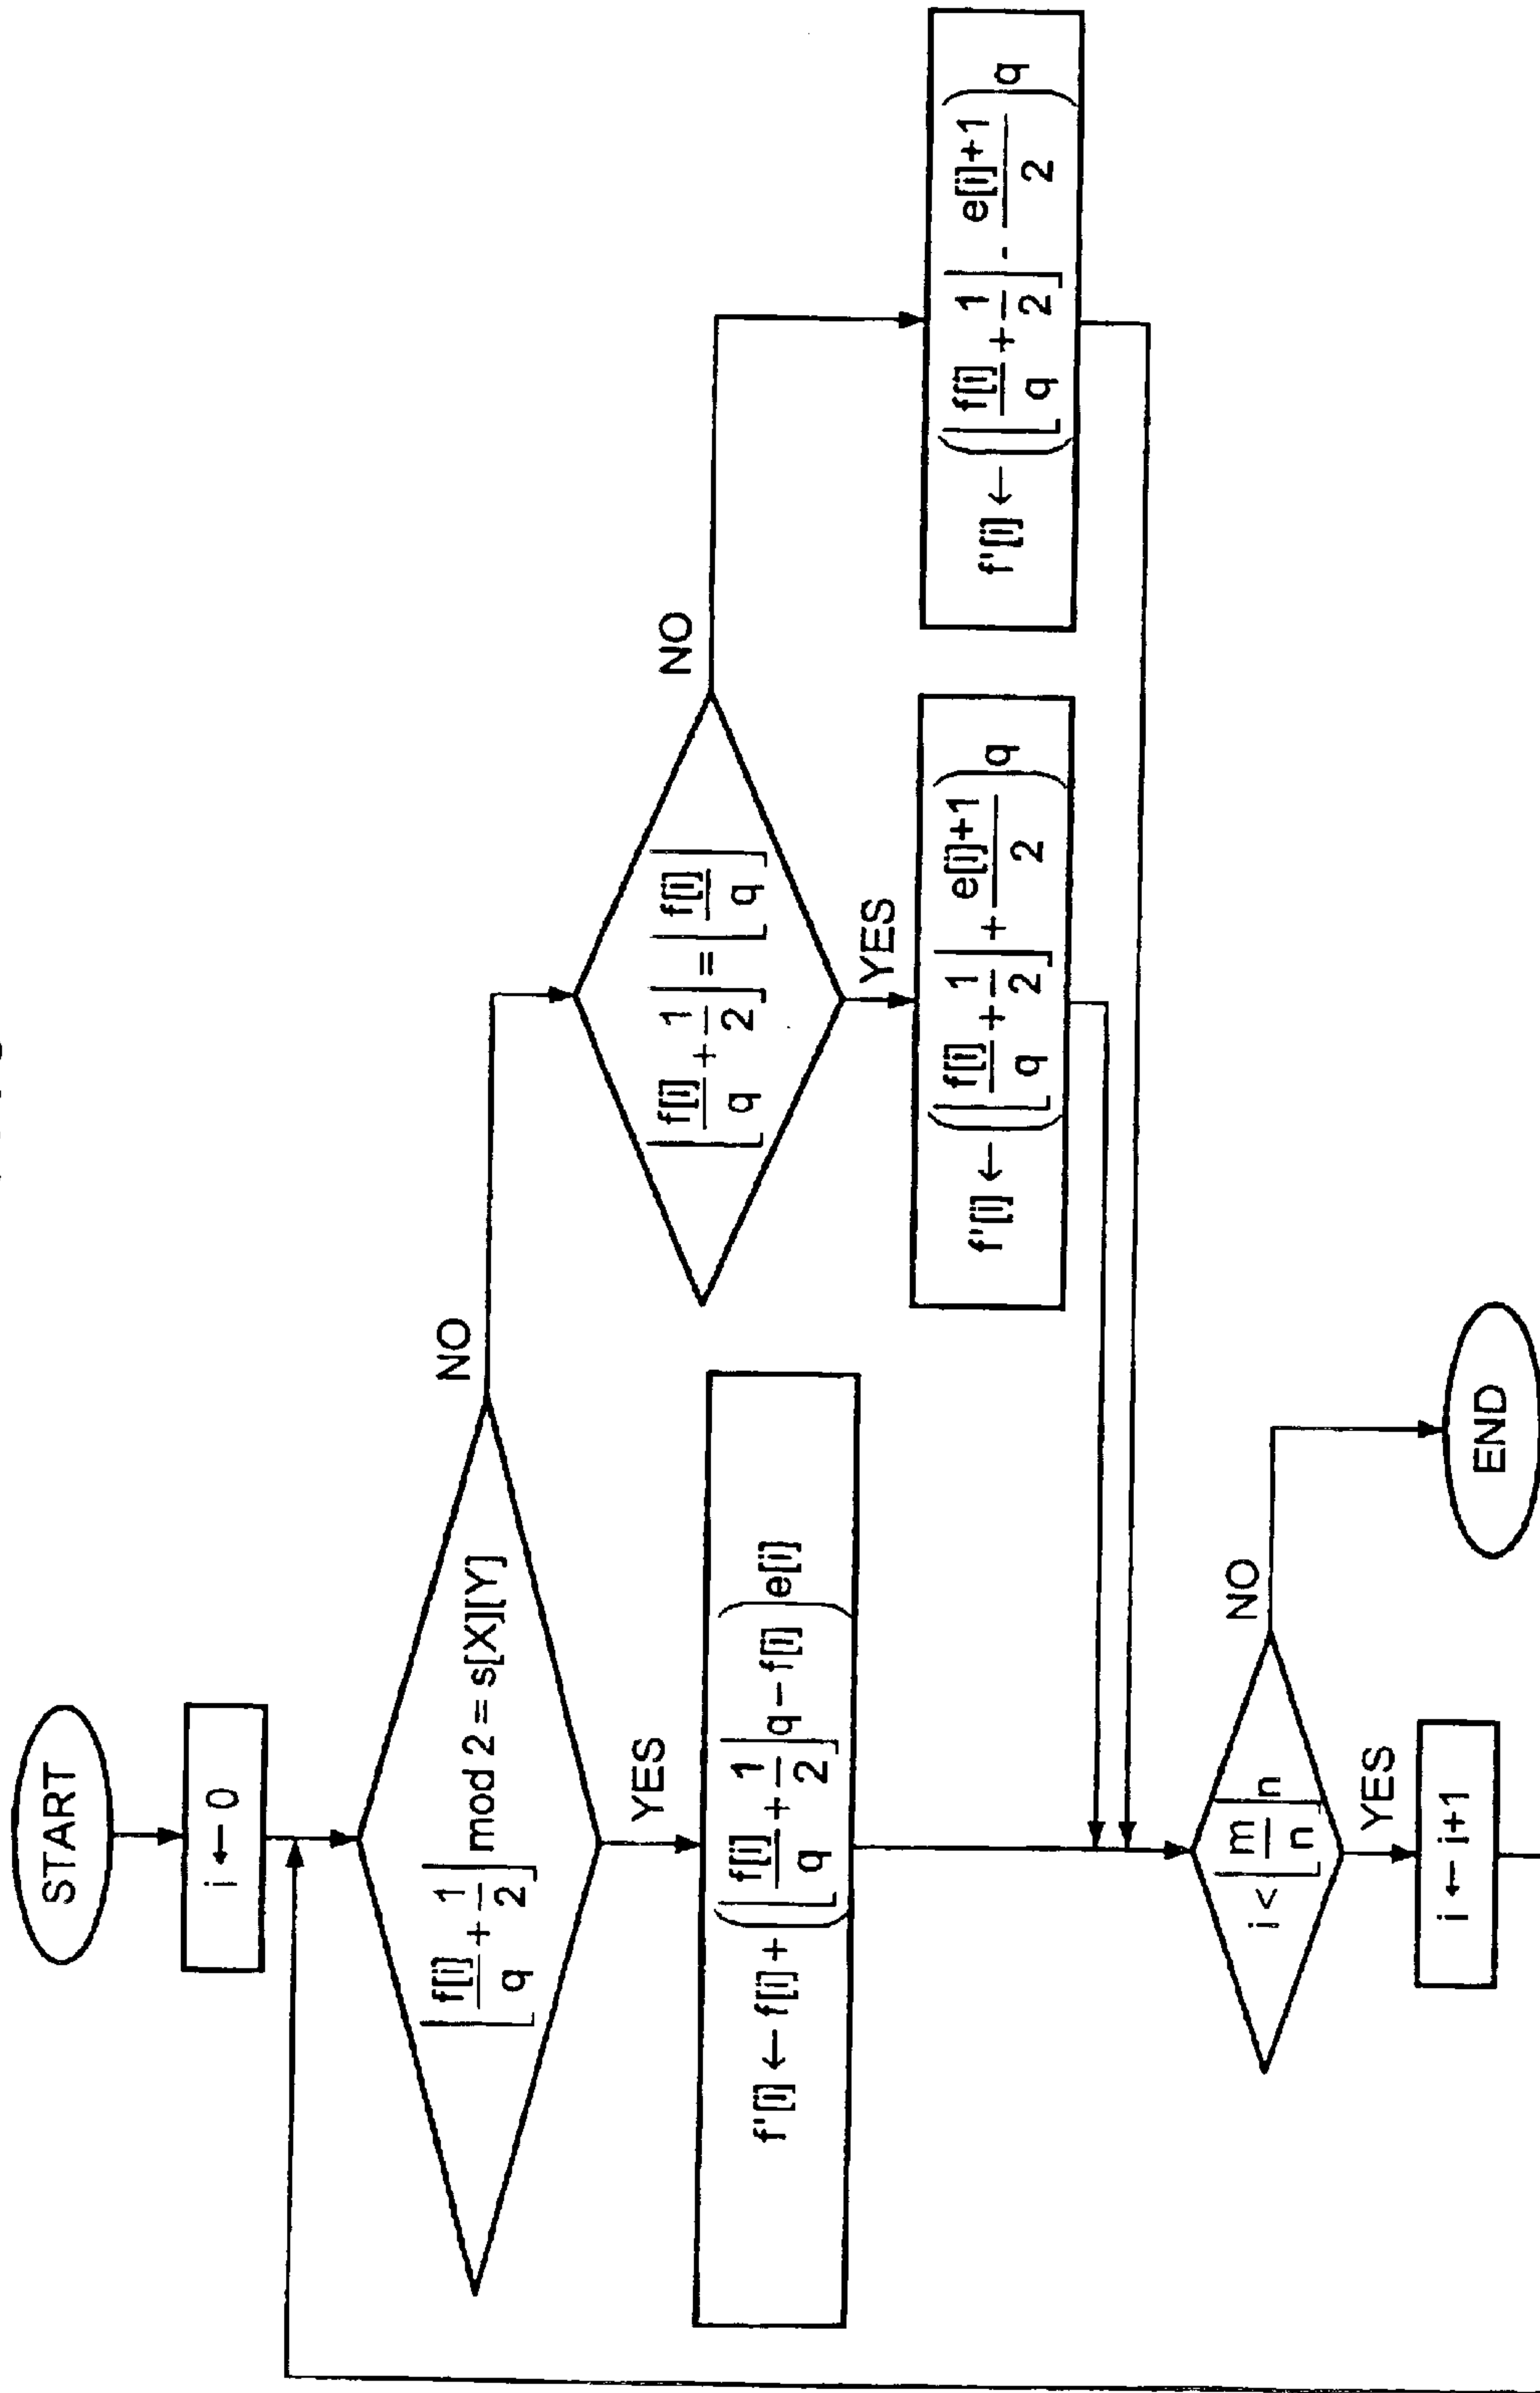 START
i ← 0
⌊f[i]/q + 1/2⌋ mod 2 = s[X][Y]
NO
YES
⌊f[i]/q + 1/2⌋ = ⌊f[i]/q⌋
NO
YES
f'[i] ← f[i] + (⌊f[i]/q + 1/2⌋q − f[i])e[i]
f'[i] ← (⌊f[i]/q + 1/2⌋ + e[i]+1/2)q
f'[i] ← (⌊f[i]/q + 1/2⌋ - e[i]+1/2)q
i < ⌊m/n⌋n
NO
YES
i ← i+1
END